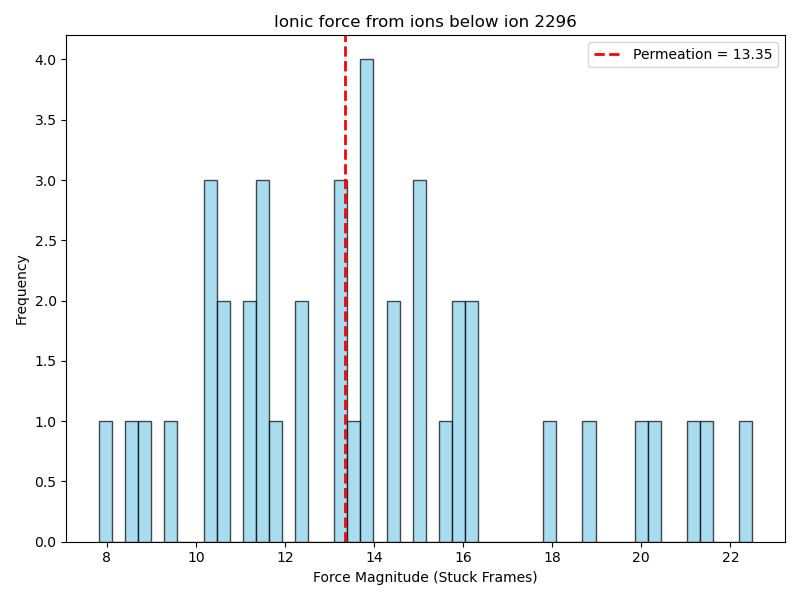 Ionic force from ions below ion 2296
Permeation = 13.35
Frequency
4.0
3.5
3.0
2.5
2.0
1.5
1.0
0.5
0.0
8 10 12 14 16 18 20 22
Force Magnitude (Stuck Frames)